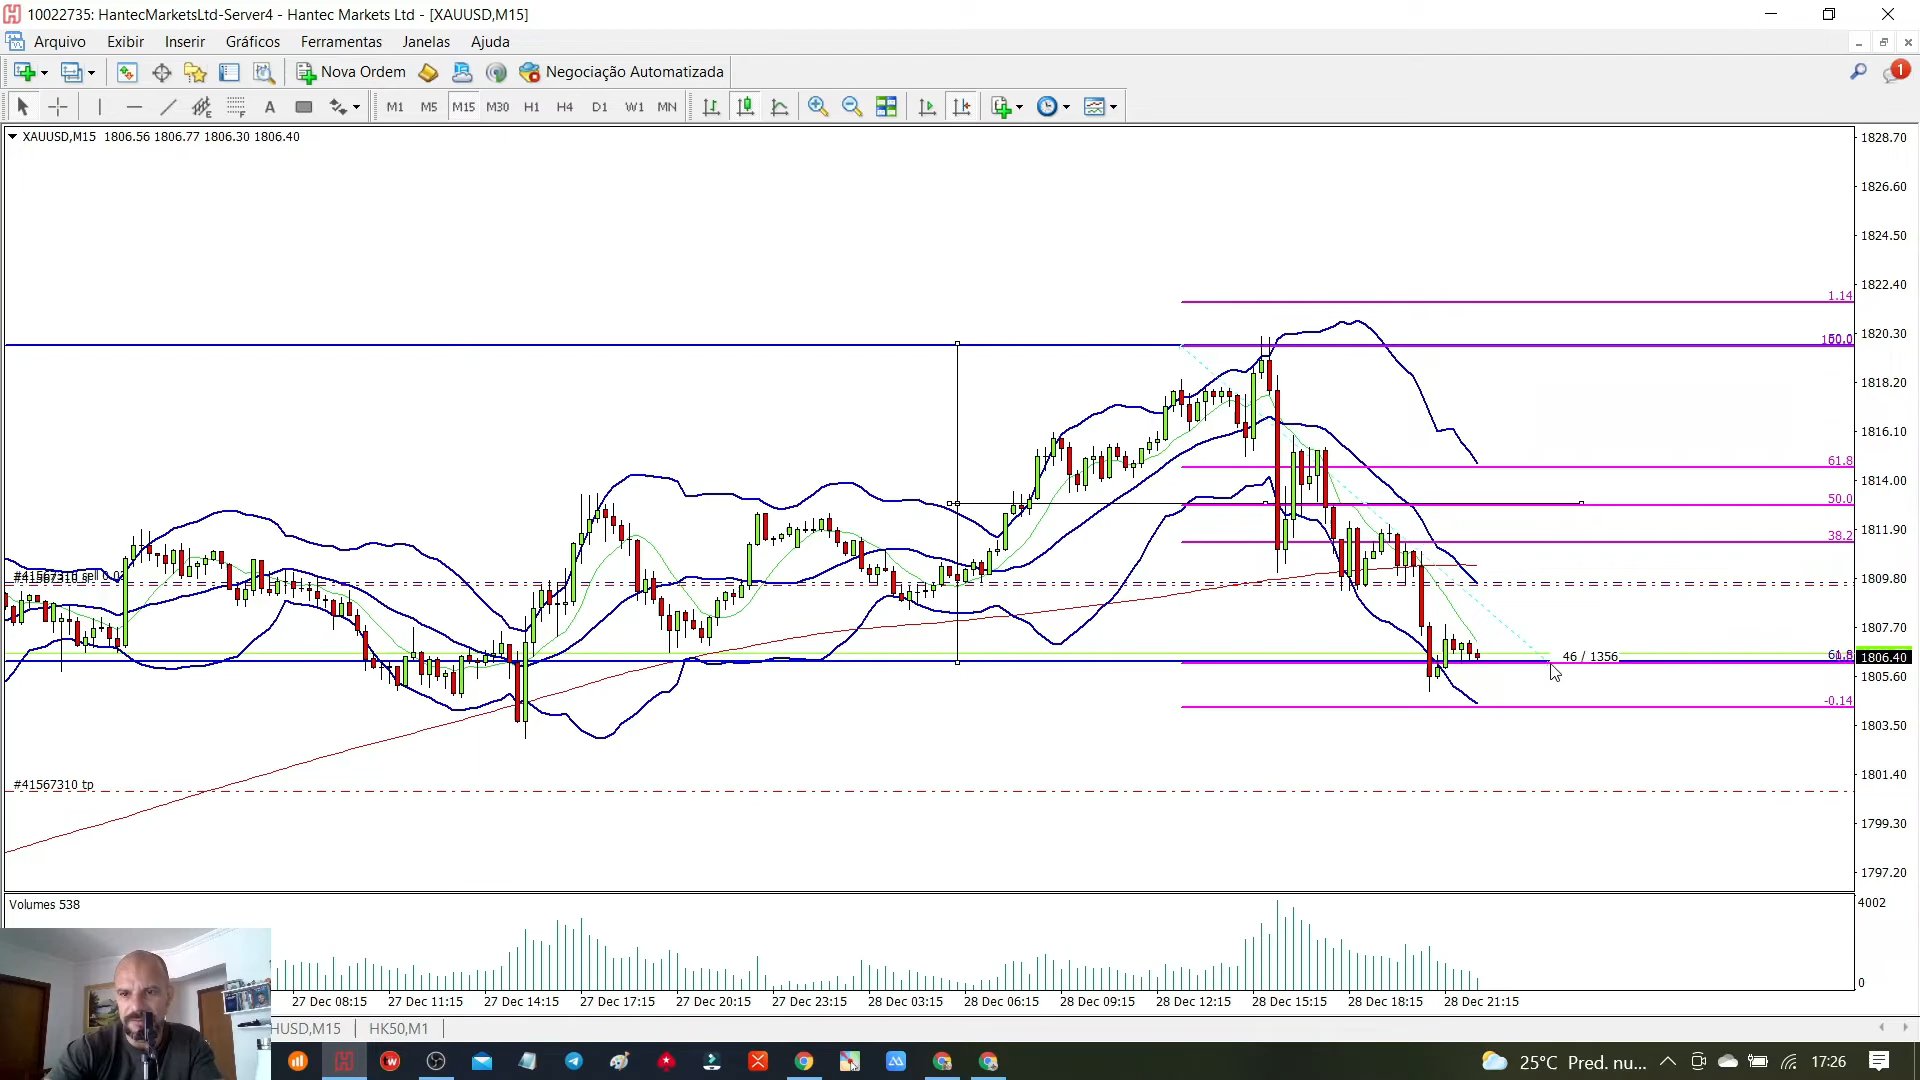 10022735: HantecMarketsLtd-Server4 - Hantec Markets Ltd - [XAUUSD,M15]
Arquivo Exibir Inserir Gráficos Ferramentas Janelas Ajuda
Nova Ordem Negociação Automatizada 1
A M1 M5 M15 M30 H1 H4 D1 W1 MN
XAUUSD,M15 1806.56 1806.77 1806.30 1806.40
1828.70
1826.60
1824.50
1822.40
1.14
1820.30
1818.20
1816.10
61.8
1814.00
50.0
1811.90
38.2
#41567310
1809.80
1807.70
46 / 1356
1806.40
1805.60
-0.14
1803.50
#41567310 tp
1801.40
1799.30
1797.20
Volumes 538
4002
0
27 Dec 08:15 27 Dec 11:15 27 Dec 14:15 27 Dec 17:15 27 Dec 20:15 27 Dec 23:15 28 Dec 03:15 28 Dec 06:15 28 Dec 09:15 28 Dec 12:15 28 Dec 15:15 28 Dec 18:15 28 Dec 21:15
HUSD,M15 HK50,M1
25°C Pred. nu... 17:26